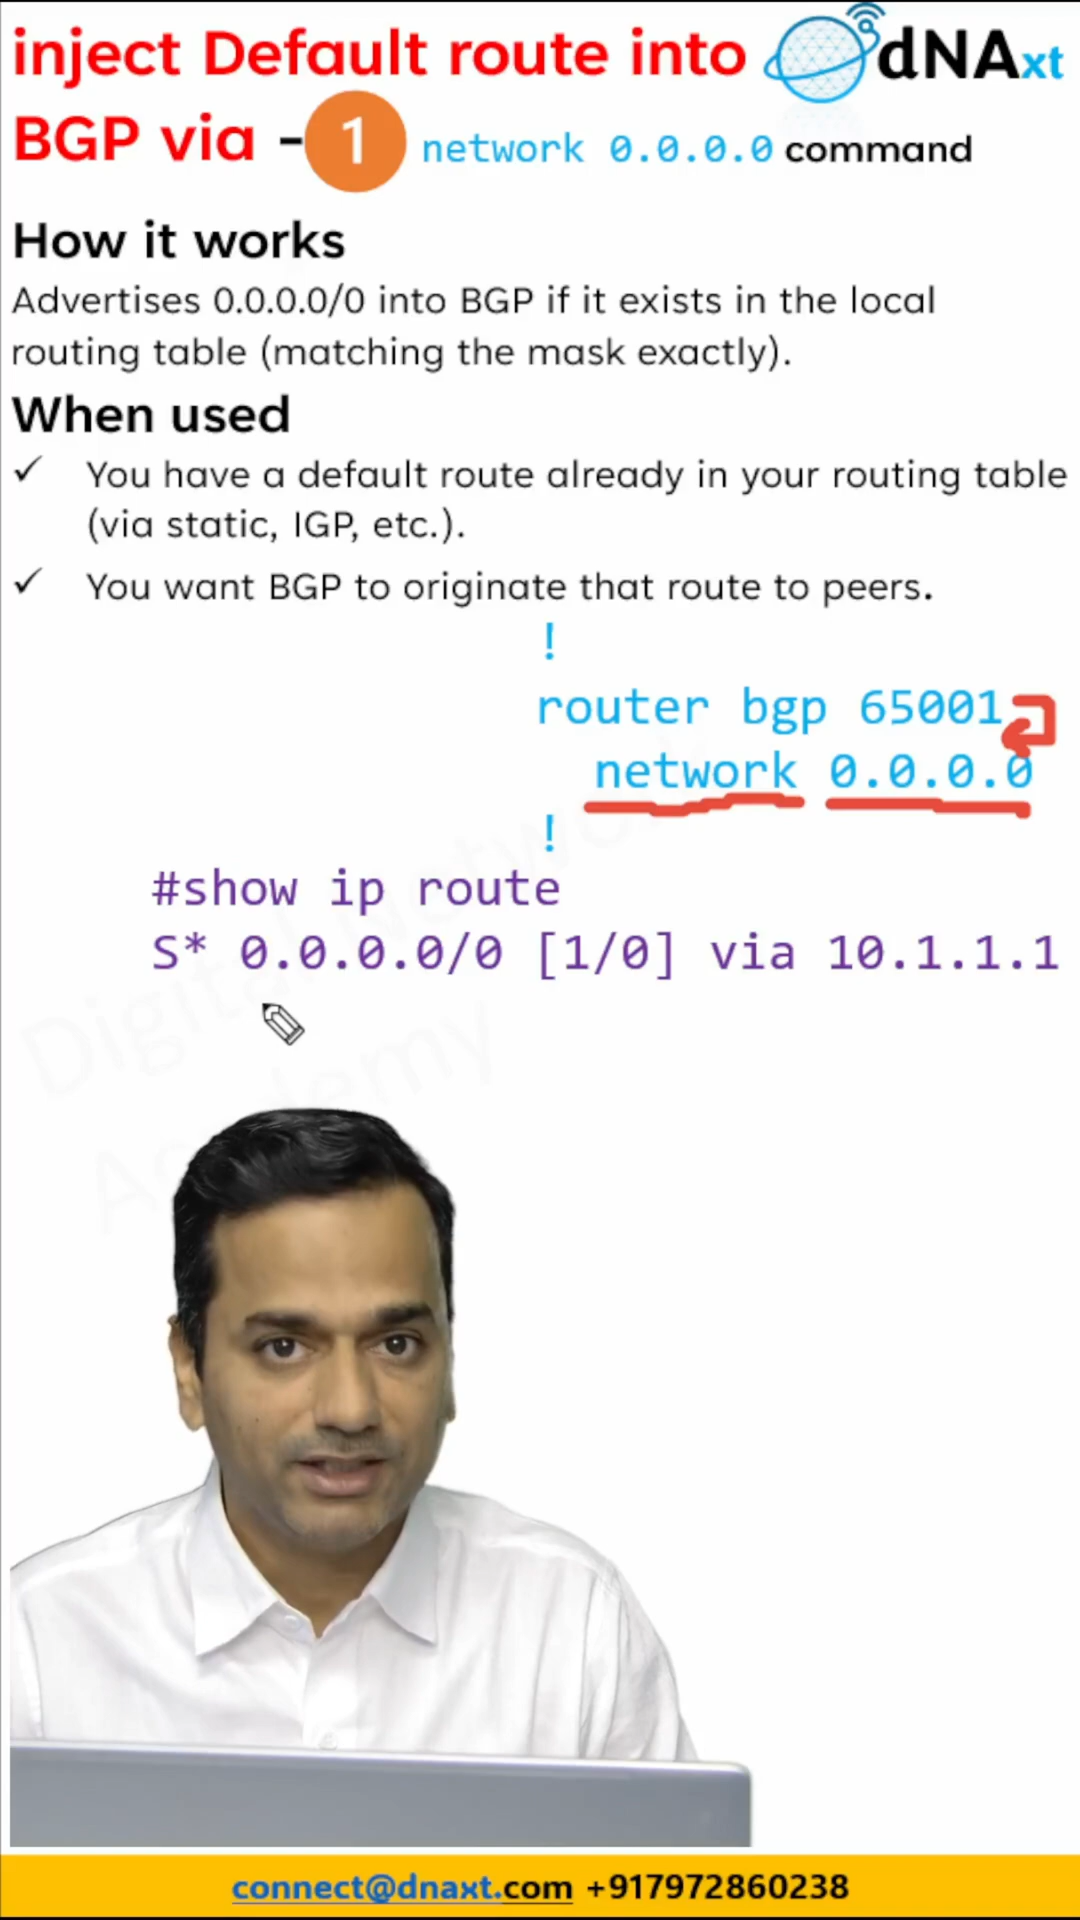 inject Default route into
dNAxt
BGP via - 1 network 0.0.0.0 command
How it works
Advertises 0.0.0.0/0 into BGP if it exists in the local
routing table (matching the mask exactly).
When used
✓ You have a default route already in your routing table
(via static, IGP, etc.).
✓ You want BGP to originate that route to peers.
!
router bgp 65001
network 0.0.0.0
!
#show ip route
S* 0.0.0.0/0 [1/0] via 10.1.1.1
Digital Network
Academy
connect@dnaxt.com +917972860238